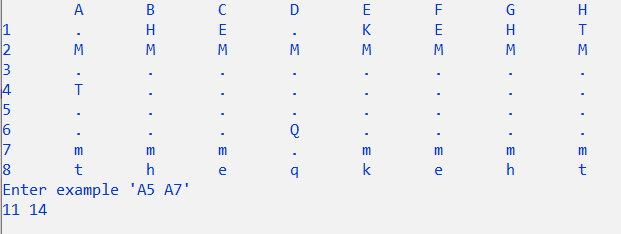 A B C D E F G H
1 . H E . K E H T
2 M M M M M M M M
3 . . . . . . . .
4 T . . . . . . .
5 . . . . . . . .
6 . . . Q . . . .
7 m m m . m m m m
8 t h e q k e h t
Enter example 'A5 A7'
11 14